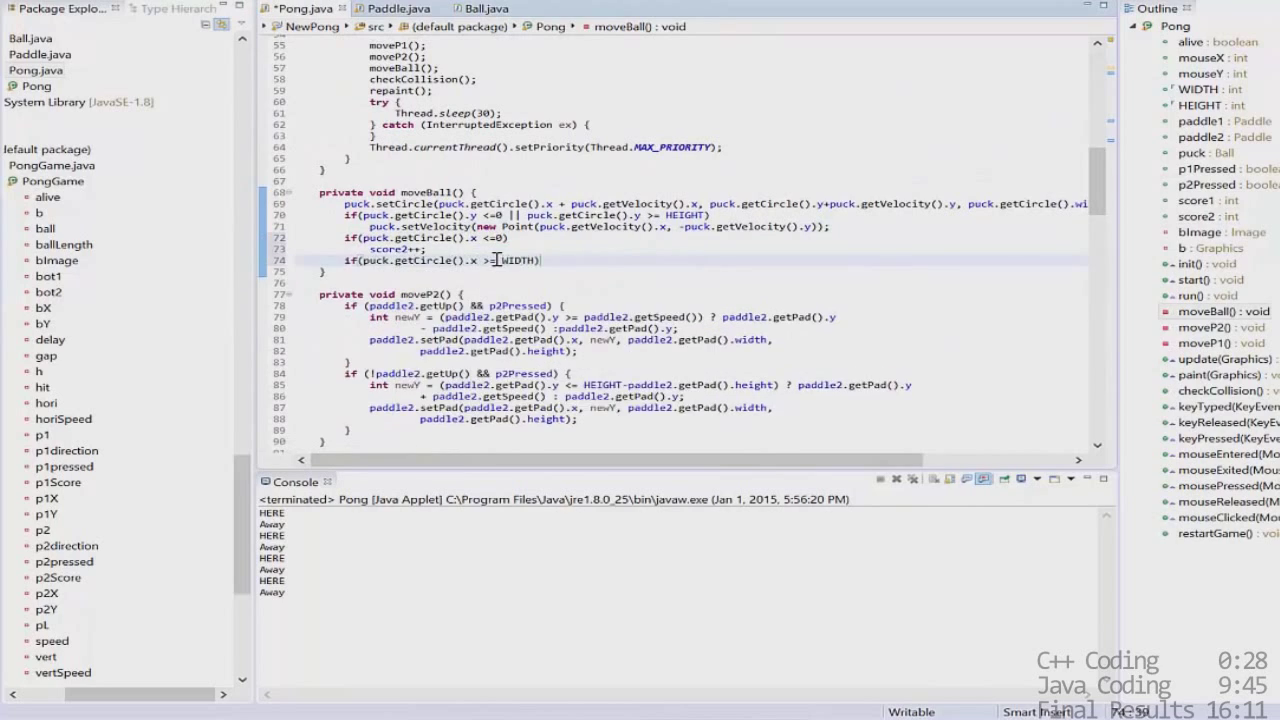 Package Explo...
Type Hierarch
Ball.java
Paddle.java
Pong.java
Pong
System Library [JavaSE-1.8]
(default package)
PongGame.java
PongGame
alive
b
ball
ballLength
bImage
bot1
bot2
bX
bY
delay
gap
h
hit
hori
horiSpeed
p1
p1direction
p1pressed
p1Score
p1X
p1Y
p2
p2direction
p2pressed
p2Score
p2X
p2Y
pL
speed
vert
vertSpeed
*Pong.java
Paddle.java
Ball.java
NewPong
src
(default package)
Pong
moveBall() : void
55 moveP1();
56 moveP2();
57 moveBall();
58 checkCollision();
59 repaint();
60 try {
61 Thread.sleep(30);
62 } catch (InterruptedException ex) {
63 }
64 Thread.currentThread().setPriority(Thread.MAX_PRIORITY);
65 }
66 }
67
68 private void moveBall() {
69 puck.setCircle(puck.getCircle().x + puck.getVelocity().x, puck.getCircle().y+puck.getVelocity().y, puck.getCircle().wi
70 if(puck.getCircle().y <=0 || puck.getCircle().y >= HEIGHT)
71 puck.setVelocity(new Point(puck.getVelocity().x, -puck.getVelocity().y));
72 if(puck.getCircle().x <=0)
73 score2++;
74 if(puck.getCircle().x >= WIDTH)
75 }
76
77 private void moveP2() {
78 if (paddle2.getUp() && p2Pressed) {
79 int newY = (paddle2.getPad().y >= paddle2.getSpeed()) ? paddle2.getPad().y
80 - paddle2.getSpeed() :paddle2.getPad().y;
81 paddle2.setPad(paddle2.getPad().x, newY, paddle2.getPad().width,
82 paddle2.getPad().height);
83 }
84 if (!paddle2.getUp() && p2Pressed) {
85 int newY = (paddle2.getPad().y <= HEIGHT-paddle2.getPad().height) ? paddle2.getPad().y
86 + paddle2.getSpeed() : paddle2.getPad().y;
87 paddle2.setPad(paddle2.getPad().x, newY, paddle2.getPad().width,
88 paddle2.getPad().height);
89 }
90 }
Console
<terminated> Pong [Java Applet] C:\Program Files\Java\jre1.8.0_25\bin\javaw.exe (Jan 1, 2015, 5:56:20 PM)
HERE
Away
HERE
Away
HERE
Away
HERE
Away
Outline
Pong
alive : boolean
mouseX : int
mouseY : int
WIDTH : int
HEIGHT : int
paddle1 : Paddle
paddle2 : Paddle
puck : Ball
p1Pressed : boolean
p2Pressed : boolean
score1 : int
score2 : int
bImage : Image
b : Graphics
init() : void
start() : void
run() : void
moveBall() : void
moveP2() : void
moveP1() : void
update(Graphics)
paint(Graphics) :
checkCollision()
keyTyped(KeyEven
keyReleased(KeyE
keyPressed(KeyEv
mouseEntered(Mo
mouseExited(Mou
mousePressed(Mo
mouseReleased(M
mouseClicked(Mo
restartGame() : vo
C++ Coding 0:28
Java Coding 9:45
Final Results 16:11
Writable
Smart Insert